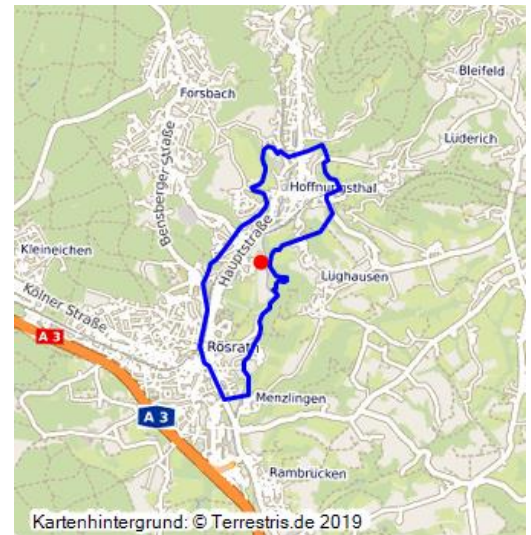 Forsbach
Bleifeld
Lüderich
Bensberger Straße
Hoffnungsthal
Hauptstraße
Kleineichen
Lüghausen
Kölner Straße
A 3
Rösrath
Menzlingen
A 3
Rambrücken
Kartenhintergrund: © Terrestris.de 2019